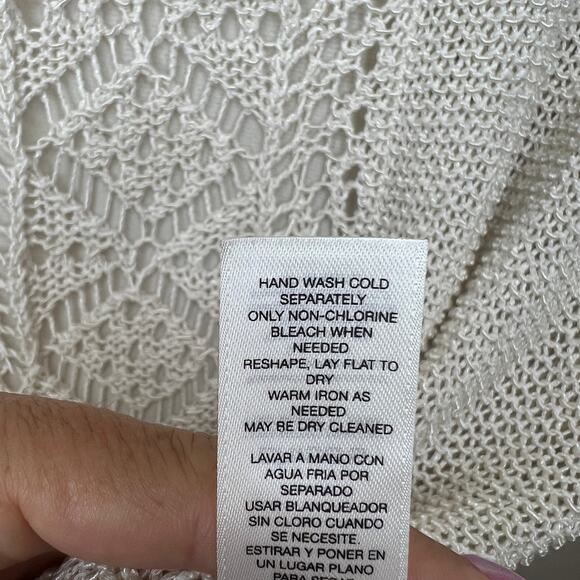 HAND WASH COLD
SEPARATELY
ONLY NON-CHLORINE
BLEACH WHEN
NEEDED
RESHAPE, LAY FLAT TO
DRY
WARM IRON AS
NEEDED
MAY BE DRY CLEANED
LAVAR A MANO CON
AGUA FRIA POR
SEPARADO
USAR BLANQUEADOR
SIN CLORO CUANDO
SE NECESITE.
ESTIRAR Y PONER EN
UN LUGAR PLANO
PARA SECAR